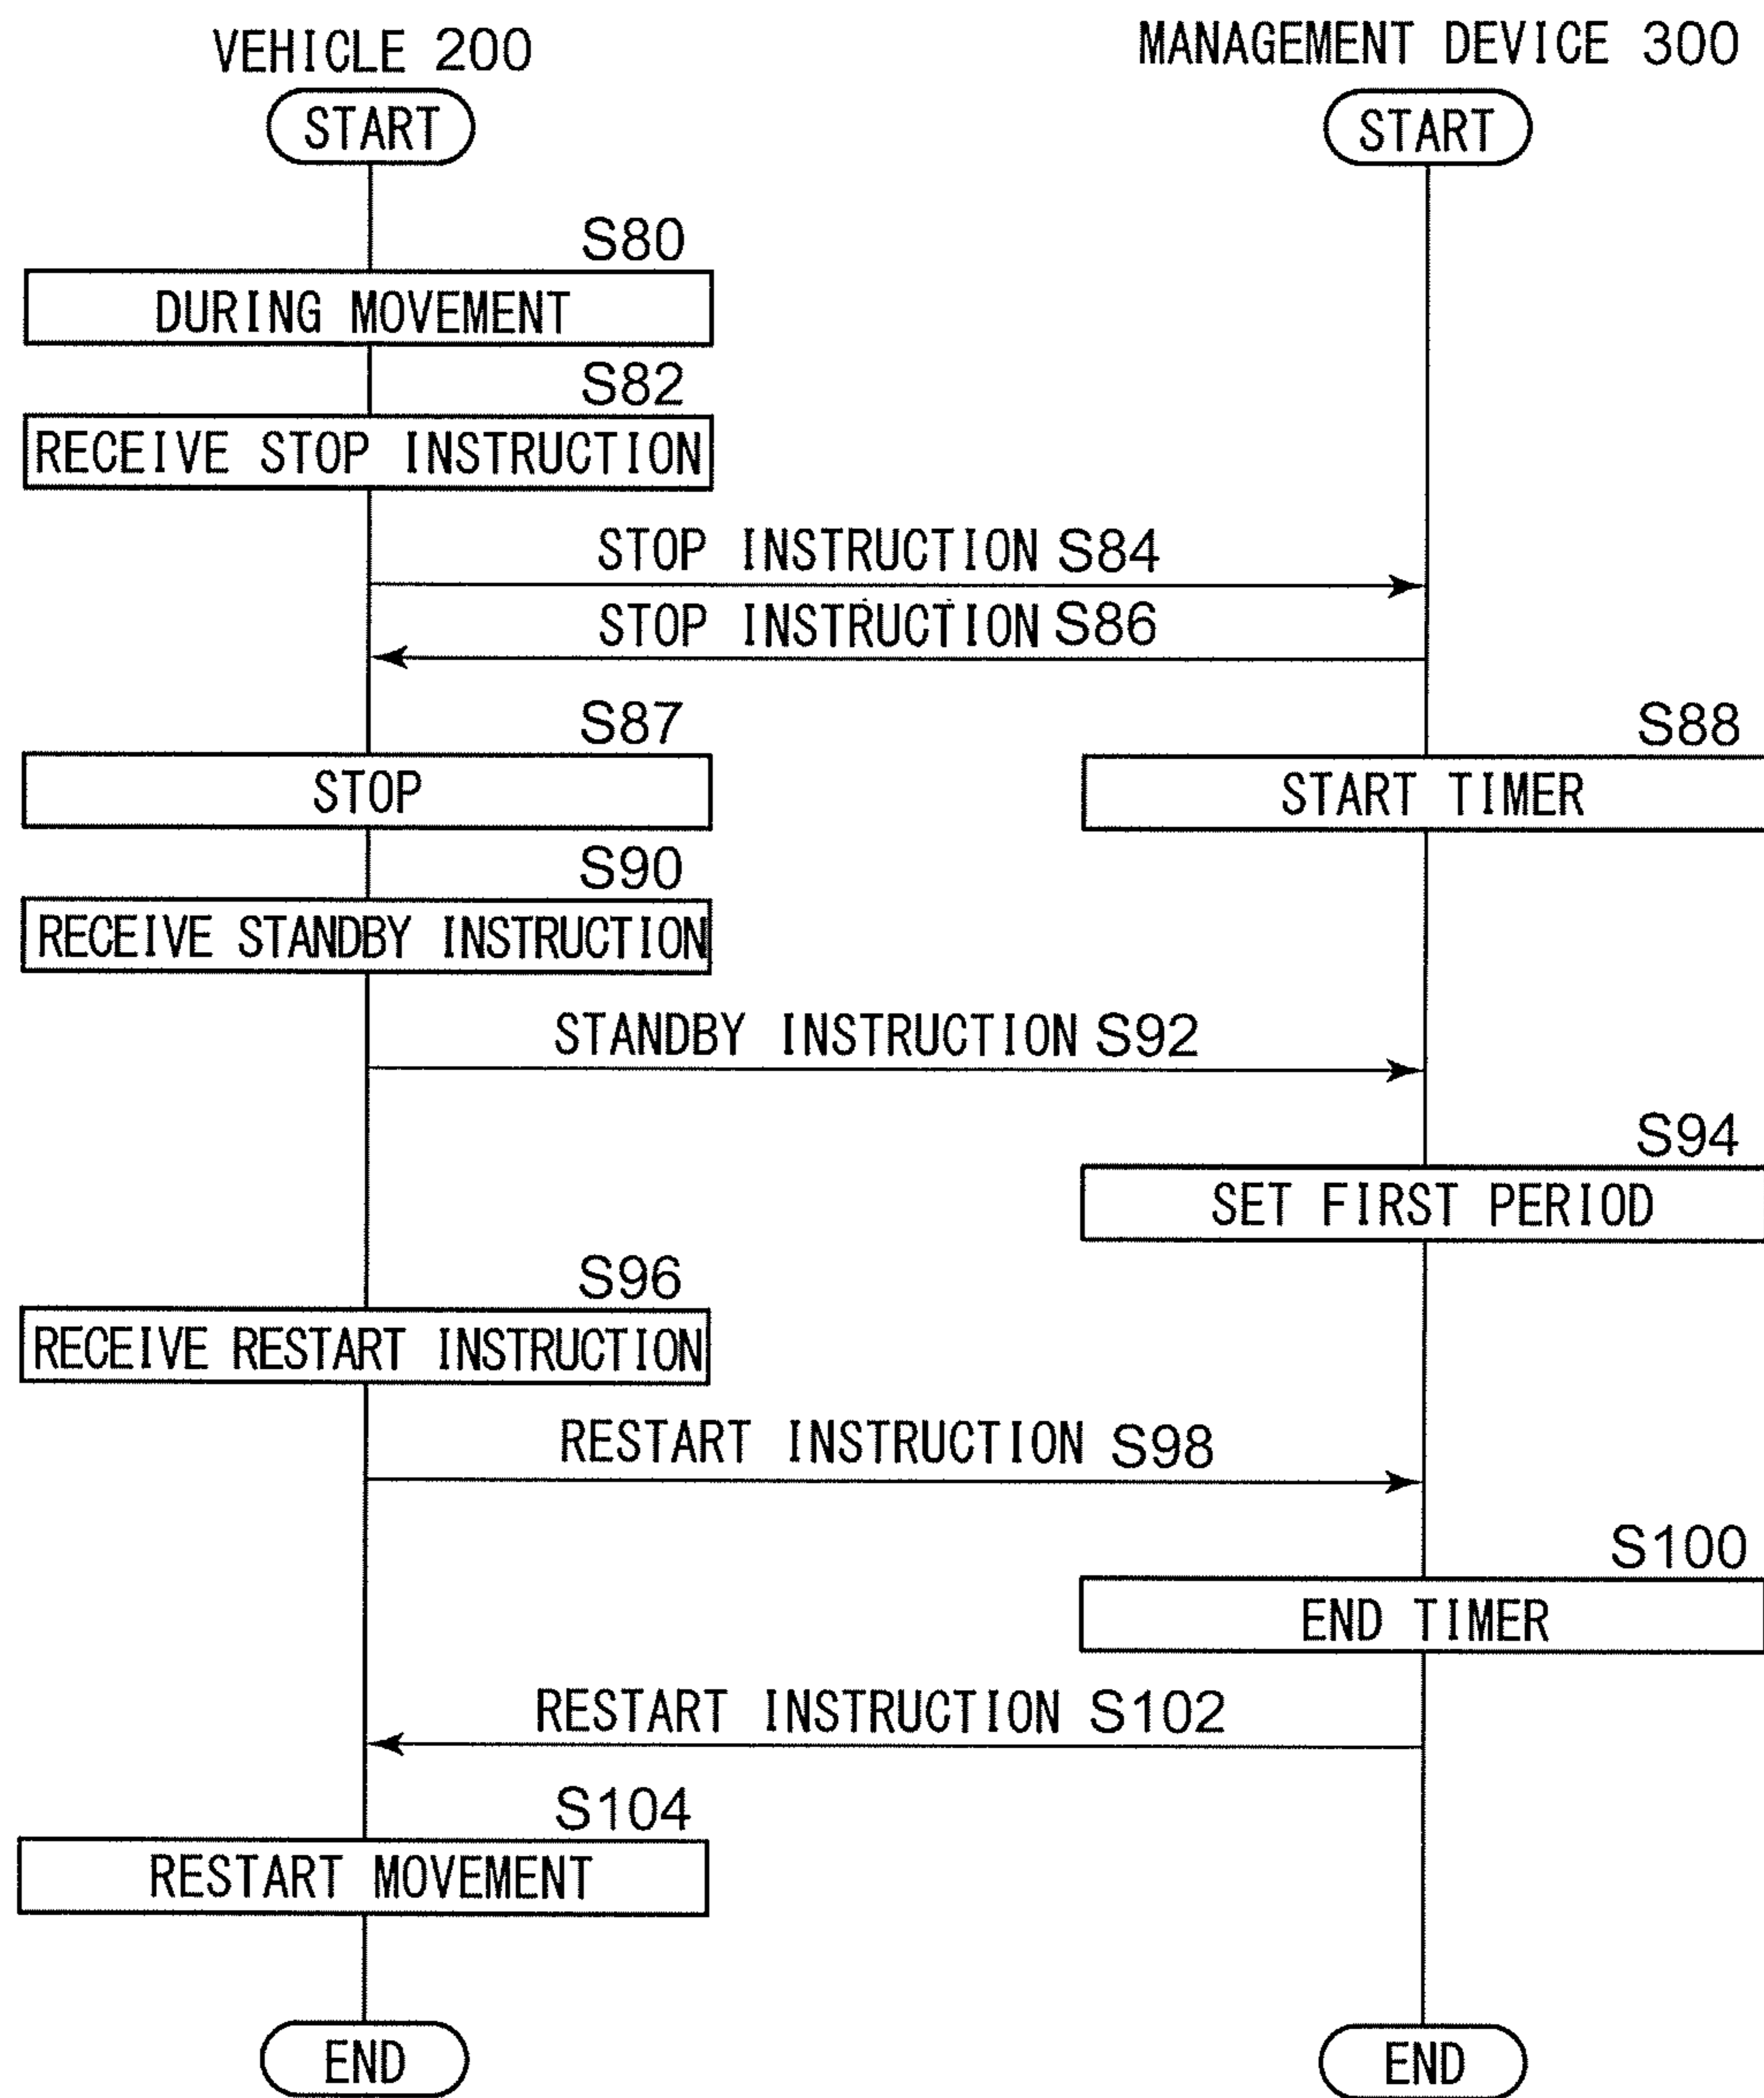 VEHICLE 200
MANAGEMENT DEVICE 300
START
START
S80
DURING MOVEMENT
S82
RECEIVE STOP INSTRUCTION
STOP INSTRUCTION S84
STOP INSTRUCTION S86
S87
STOP
S88
START TIMER
S90
RECEIVE STANDBY INSTRUCTION
STANDBY INSTRUCTION S92
S94
SET FIRST PERIOD
S96
RECEIVE RESTART INSTRUCTION
RESTART INSTRUCTION S98
S100
END TIMER
RESTART INSTRUCTION S102
S104
RESTART MOVEMENT
END
END